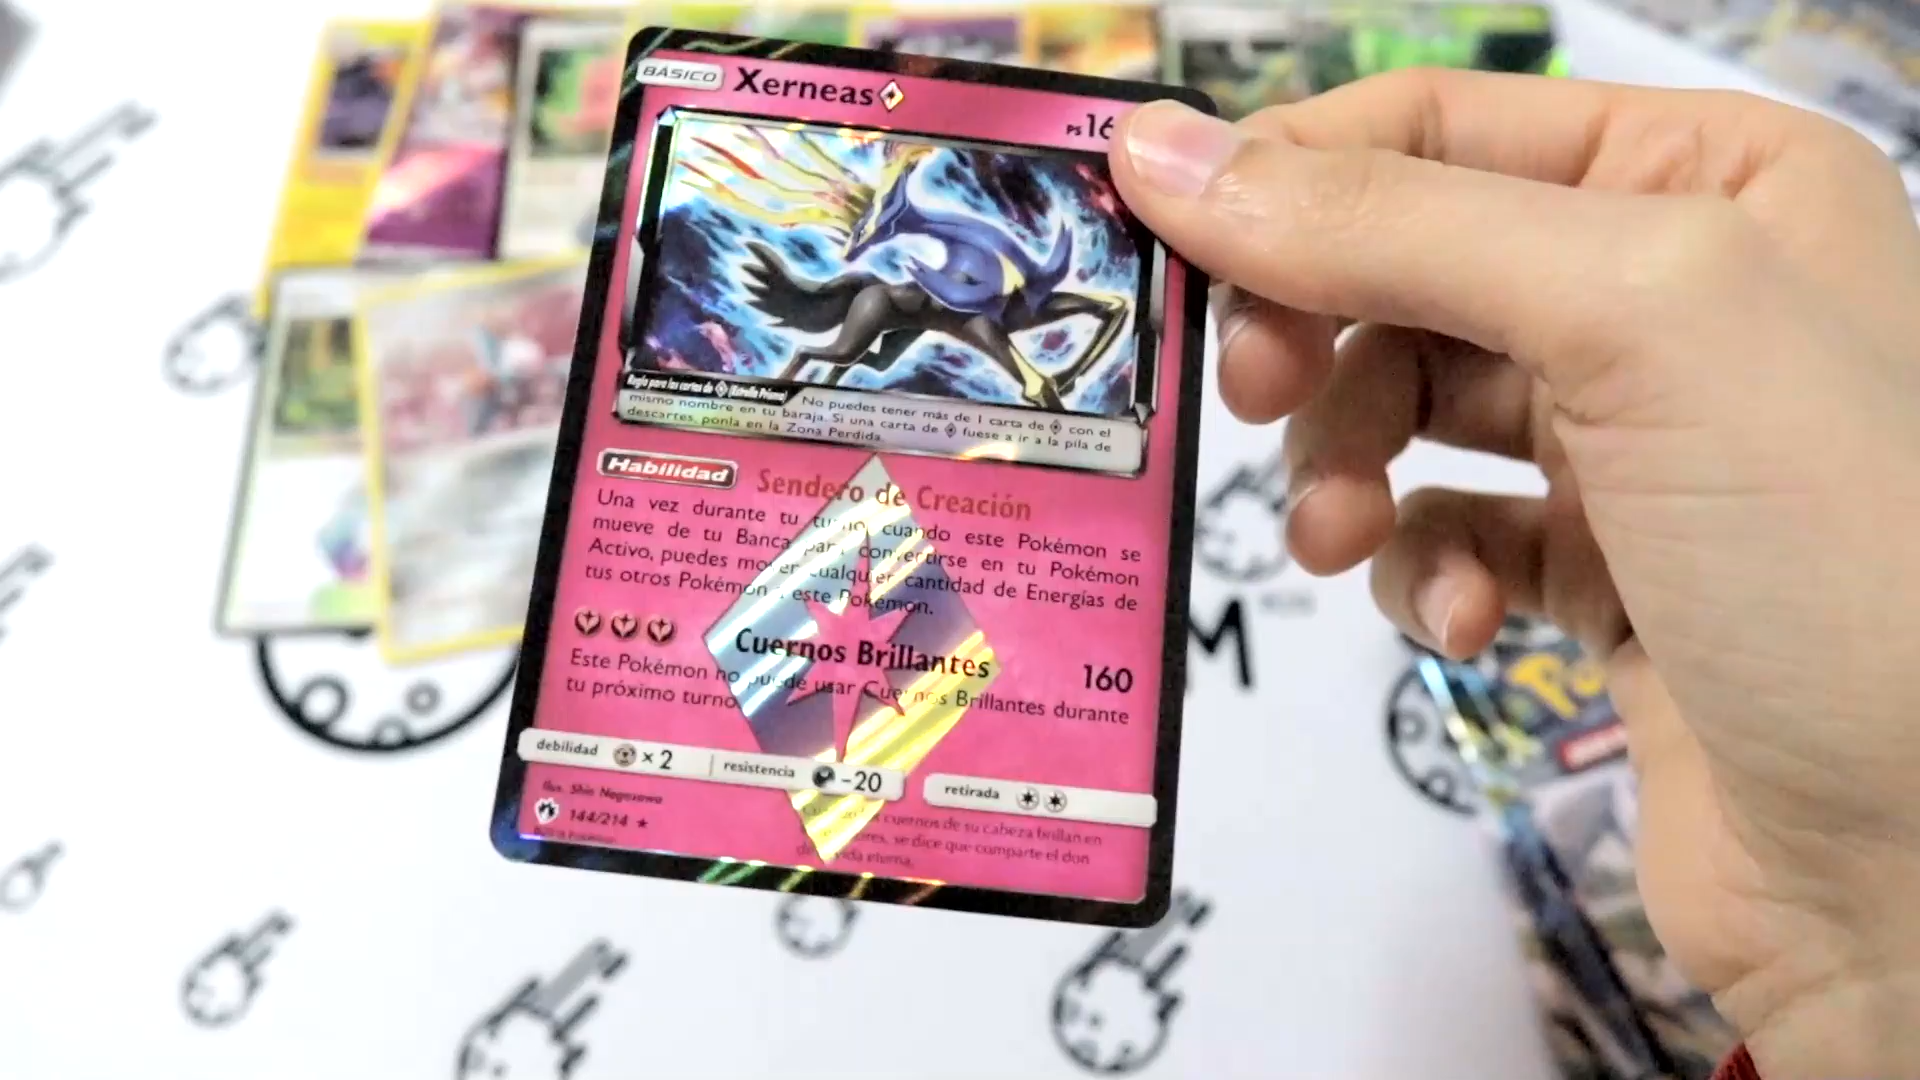 BÁSICO Xerneas
PS 16
Regla para las cartas de (Estrella Prisma) No puedes tener más de 1 carta de con el
mismo nombre en tu baraja. Si una carta de fuese a ir a la pila de
descartes, ponla en la Zona Perdida.
Habilidad Sendero de Creación
Una vez durante tu turno, cuando este Pokémon se
mueve de tu Banca para convertirse en tu Pokémon
Activo, puedes mover cualquier cantidad de Energías de
tus otros Pokémon a este Pokémon.
Cuernos Brillantes 160
Este Pokémon no puede usar Cuernos Brillantes durante
tu próximo turno
debilidad ×2 resistencia -20 retirada
Ilus. Shin Nagasawa
144/214
cuernos de su cabeza brillan en
se dice que comparte el don
vida eterna.
M